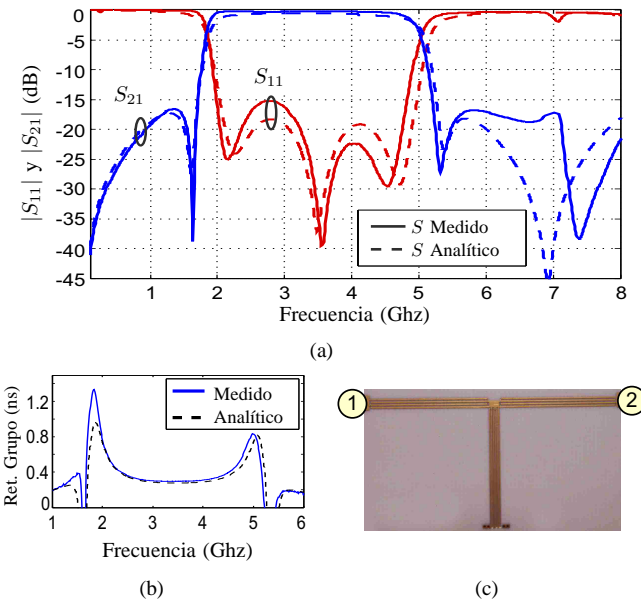 0
-5
-10
-15
-20
-25
-30
-35
-40
-45
|S11| y |S21| (dB)
S21
S11
S Medido
S Analítico
1 2 3 4 5 6 7 8
Frecuencia (Ghz)
(a)
Ret. Grupo (ns)
1.2
0.8
0.4
0
Medido
Analítico
1 2 3 4 5 6
Frecuencia (Ghz)
(b)
1
2
(c)